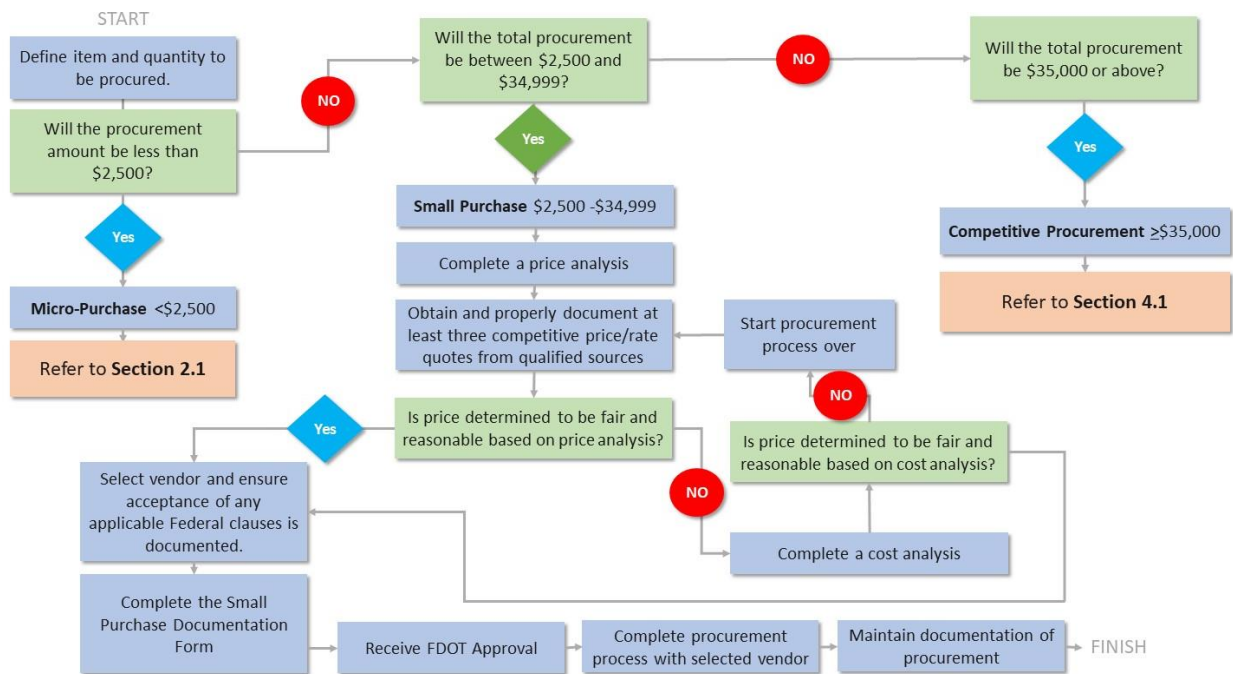 START
Define item and quantity to
be procured.
Will the procurement
amount be less than
$2,500?
Yes
Micro-Purchase <$2,500
Refer to Section 2.1
NO
Will the total procurement
be between $2,500 and
$34,999?
Yes
Small Purchase $2,500 -$34,999
Complete a price analysis
Obtain and properly document at
least three competitive price/rate
quotes from qualified sources
Is price determined to be fair and
reasonable based on price analysis?
NO
Will the total procurement
be $35,000 or above?
Yes
Competitive Procurement ≥$35,000
Refer to Section 4.1
Start procurement
process over
NO
Is price determined to be fair and
reasonable based on cost analysis?
NO
Complete a cost analysis
Yes
Select vendor and ensure
acceptance of any
applicable Federal clauses is
documented.
Complete the Small
Purchase Documentation
Form
Receive FDOT Approval
Complete procurement
process with selected vendor
Maintain documentation of
procurement
FINISH